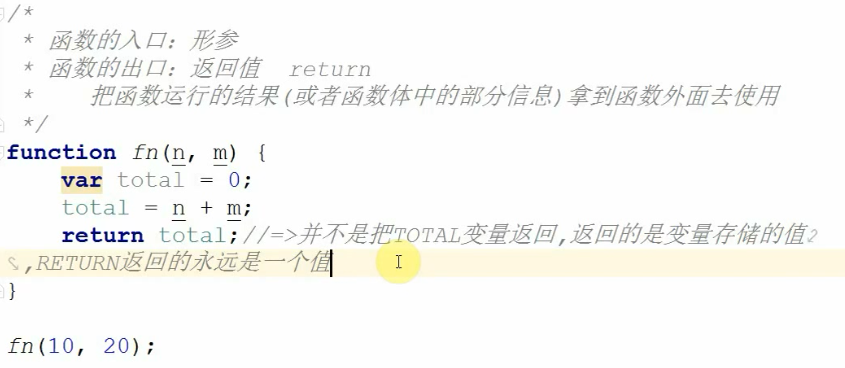 /*
 * 函数的入口：形参
 * 函数的出口：返回值  return
 *    把函数运行的结果(或者函数体中的部分信息)拿到函数外面去使用
 */
function fn(n, m) {
    var total = 0;
    total = n + m;
    return total;//=>并不是把TOTAL变量返回,返回的是变量存储的值
,RETURN返回的永远是一个值
}
fn(10, 20);